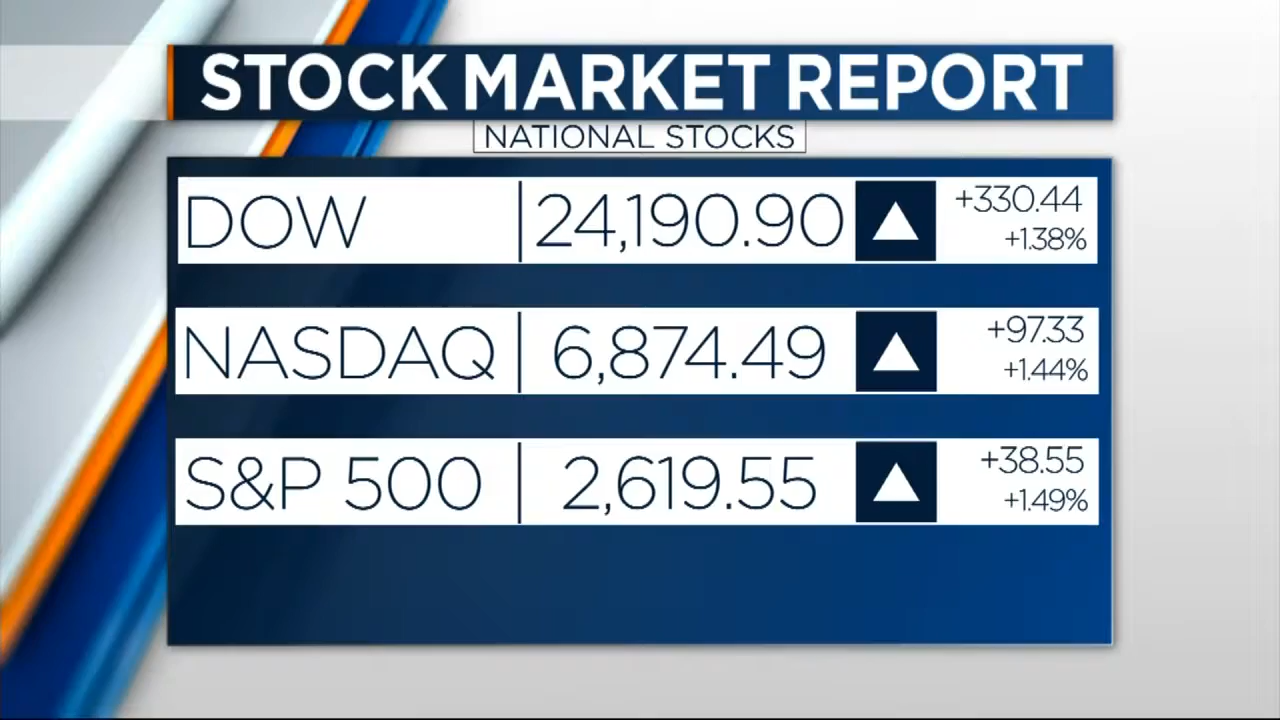 STOCK MARKET REPORT
NATIONAL STOCKS
DOW 24,190.90 +330.44
+1.38%
NASDAQ 6,874.49 +97.33
+1.44%
S&P 500 2,619.55 +38.55
+1.49%